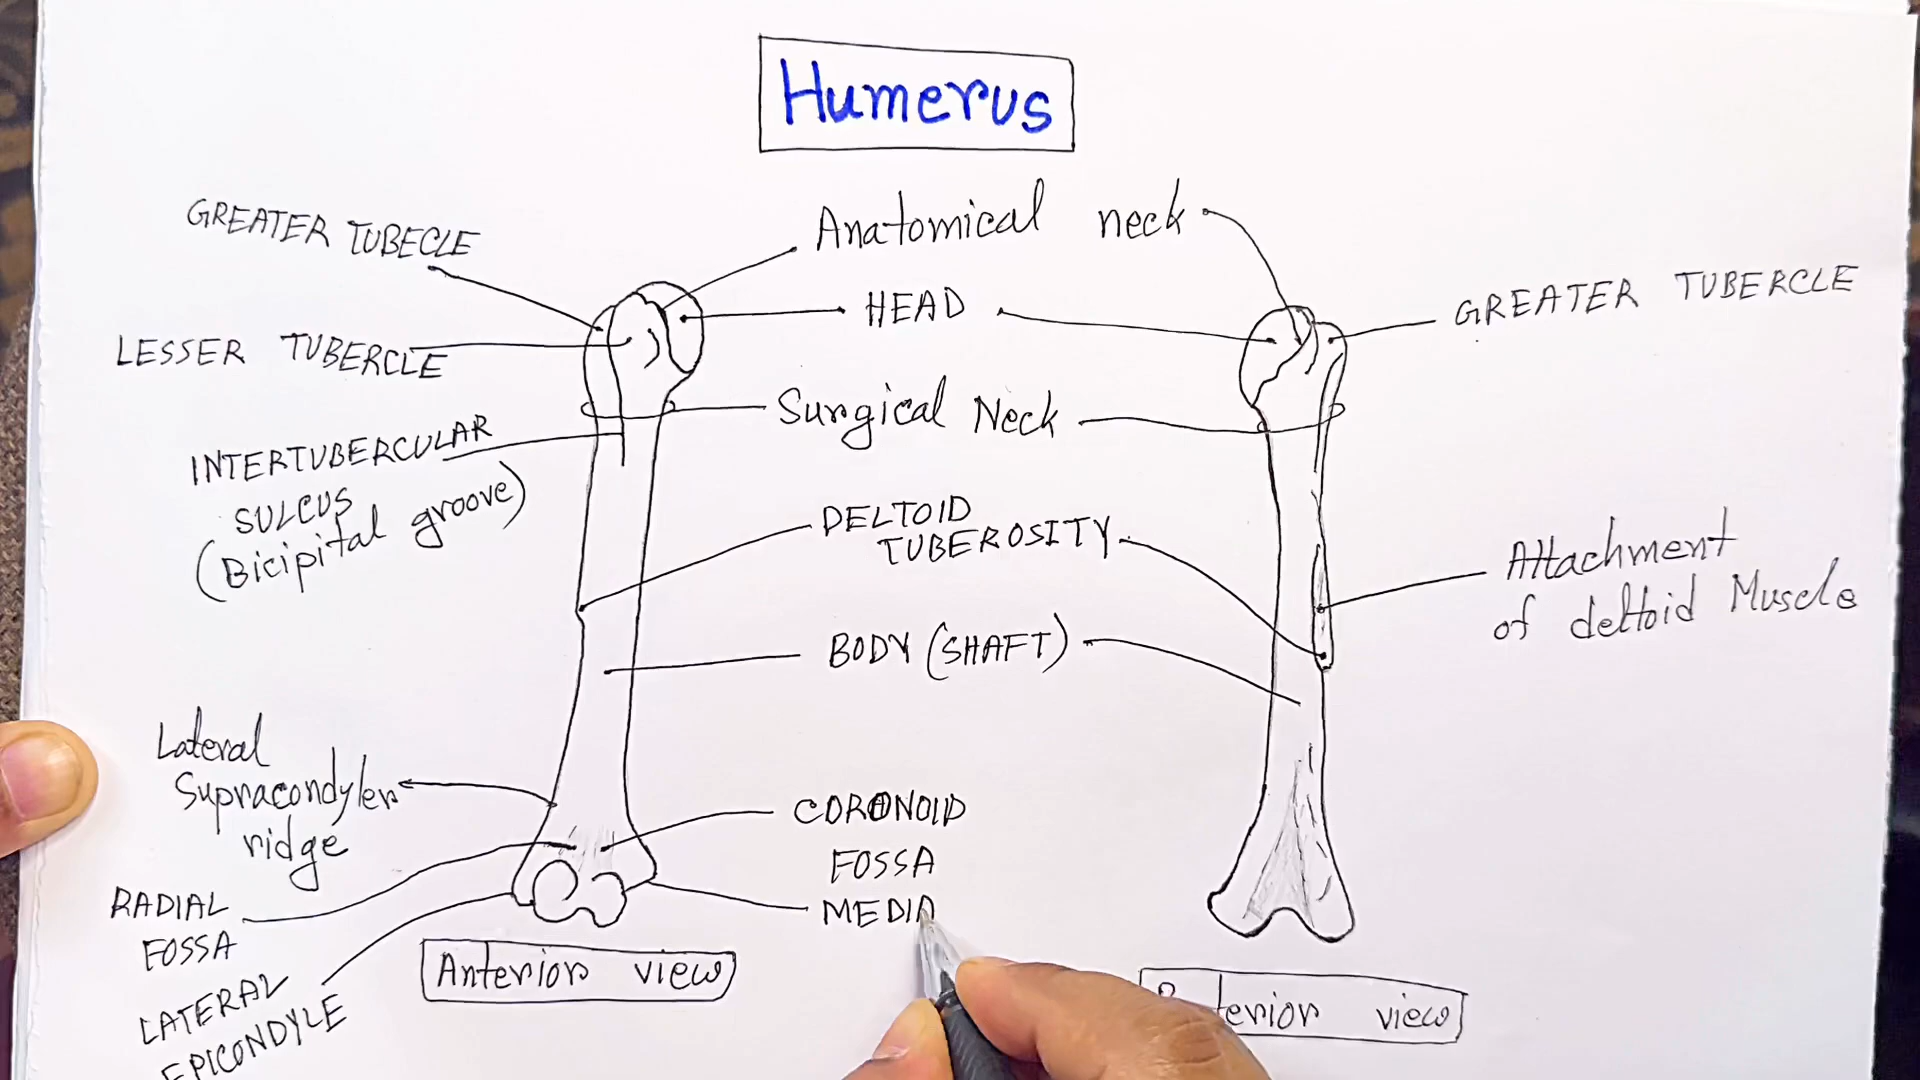 Humerus
GREATER TUBECLE
Anatomical neck
LESSER TUBERCLE
HEAD
GREATER TUBERCLE
INTERTUBERCULAR
SULCUS
(Bicipital groove)
Surgical Neck
DELTOID
TUBEROSITY
Attachment
of deltoid Muscle
BODY (SHAFT)
Lateral
Supracondyler
ridge
CORONOID
FOSSA
RADIAL
FOSSA
MEDIA
LATERAL
EPICONDYLE
Anterior view
terior view